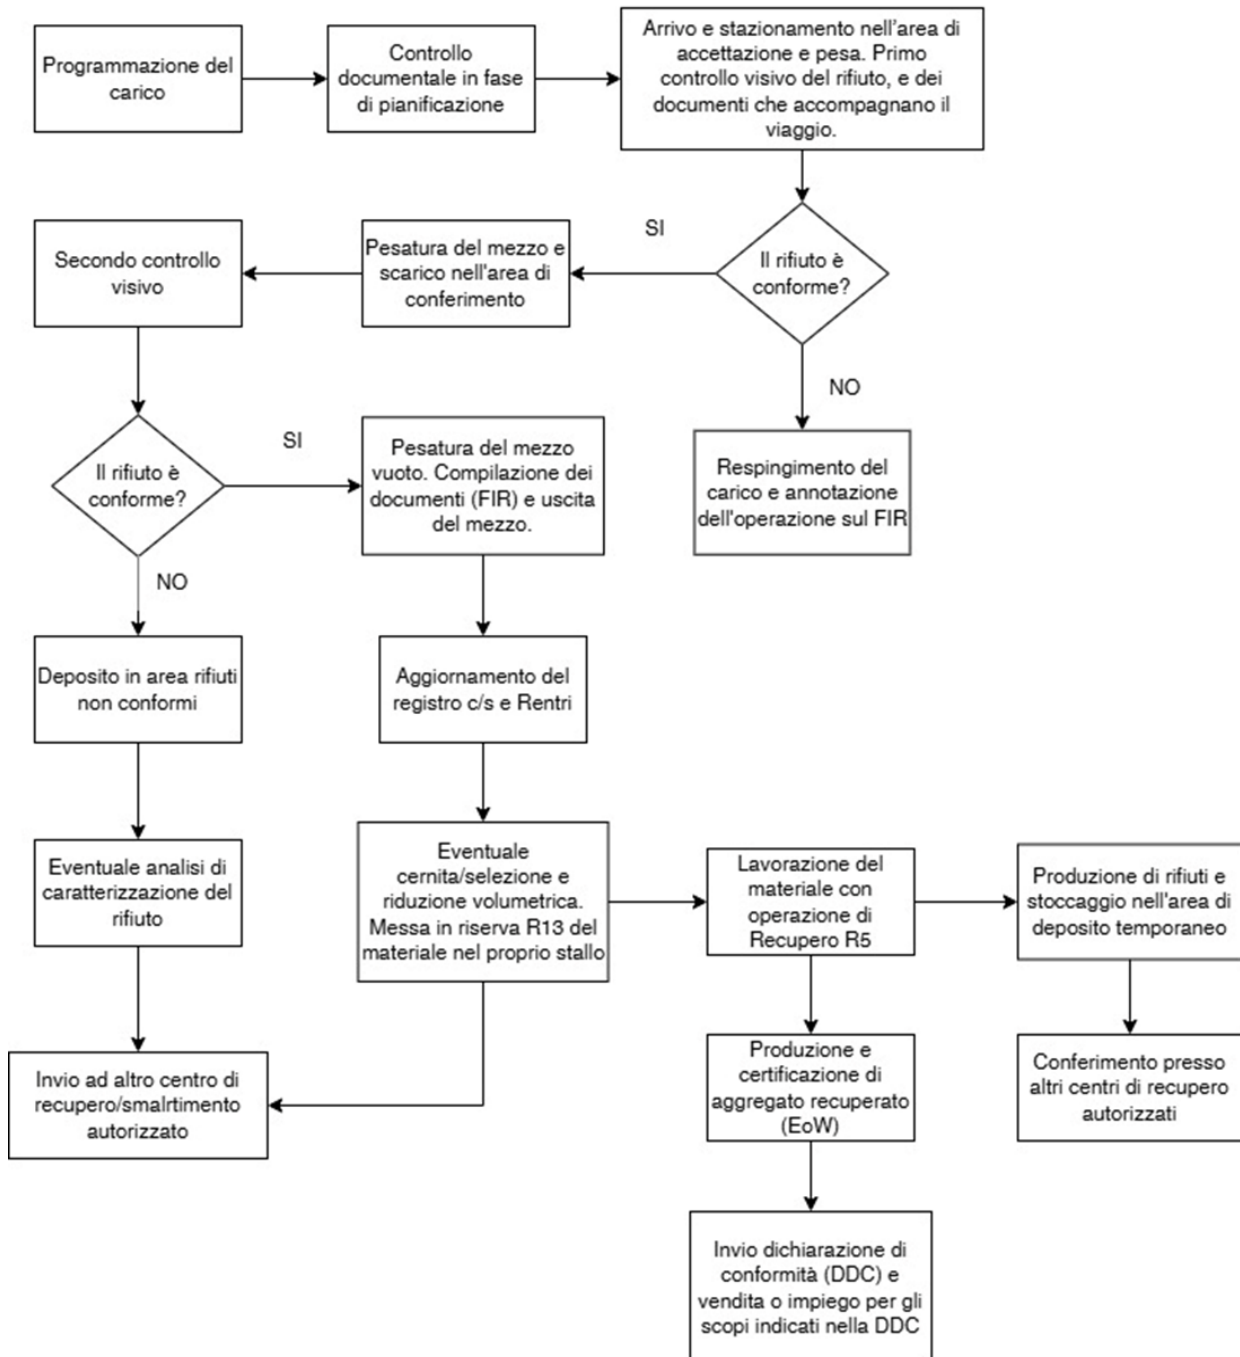 Programmazione del
carico
Controllo
documentale in fase
di pianificazione
Arrivo e stazionamento nell'area di
accettazione e pesa. Primo
controllo visivo del rifiuto, e dei
documenti che accompagnano il
viaggio.
Il rifiuto è
conforme?
SI
NO
Pesatura del mezzo e
scarico nell'area di
conferimento
Secondo controllo
visivo
Respingimento del
carico e annotazione
dell'operazione sul FIR
Il rifiuto è
conforme?
SI
NO
Pesatura del mezzo
vuoto. Compilazione dei
documenti (FIR) e uscita
del mezzo.
Deposito in area rifiuti
non conformi
Aggiornamento del
registro c/s e Rentri
Eventuale analisi di
caratterizzazione del
rifiuto
Eventuale
cernita/selezione e
riduzione volumetrica.
Messa in riserva R13 del
materiale nel proprio stallo
Lavorazione del
materiale con
operazione di
Recupero R5
Produzione di rifiuti e
stoccaggio nell'area di
deposito temporaneo
Invio ad altro centro di
recupero/smalrtimento
autorizzato
Produzione e
certificazione di
aggregato recuperato
(EoW)
Conferimento presso
altri centri di recupero
autorizzati
Invio dichiarazione di
conformità (DDC) e
vendita o impiego per gli
scopi indicati nella DDC